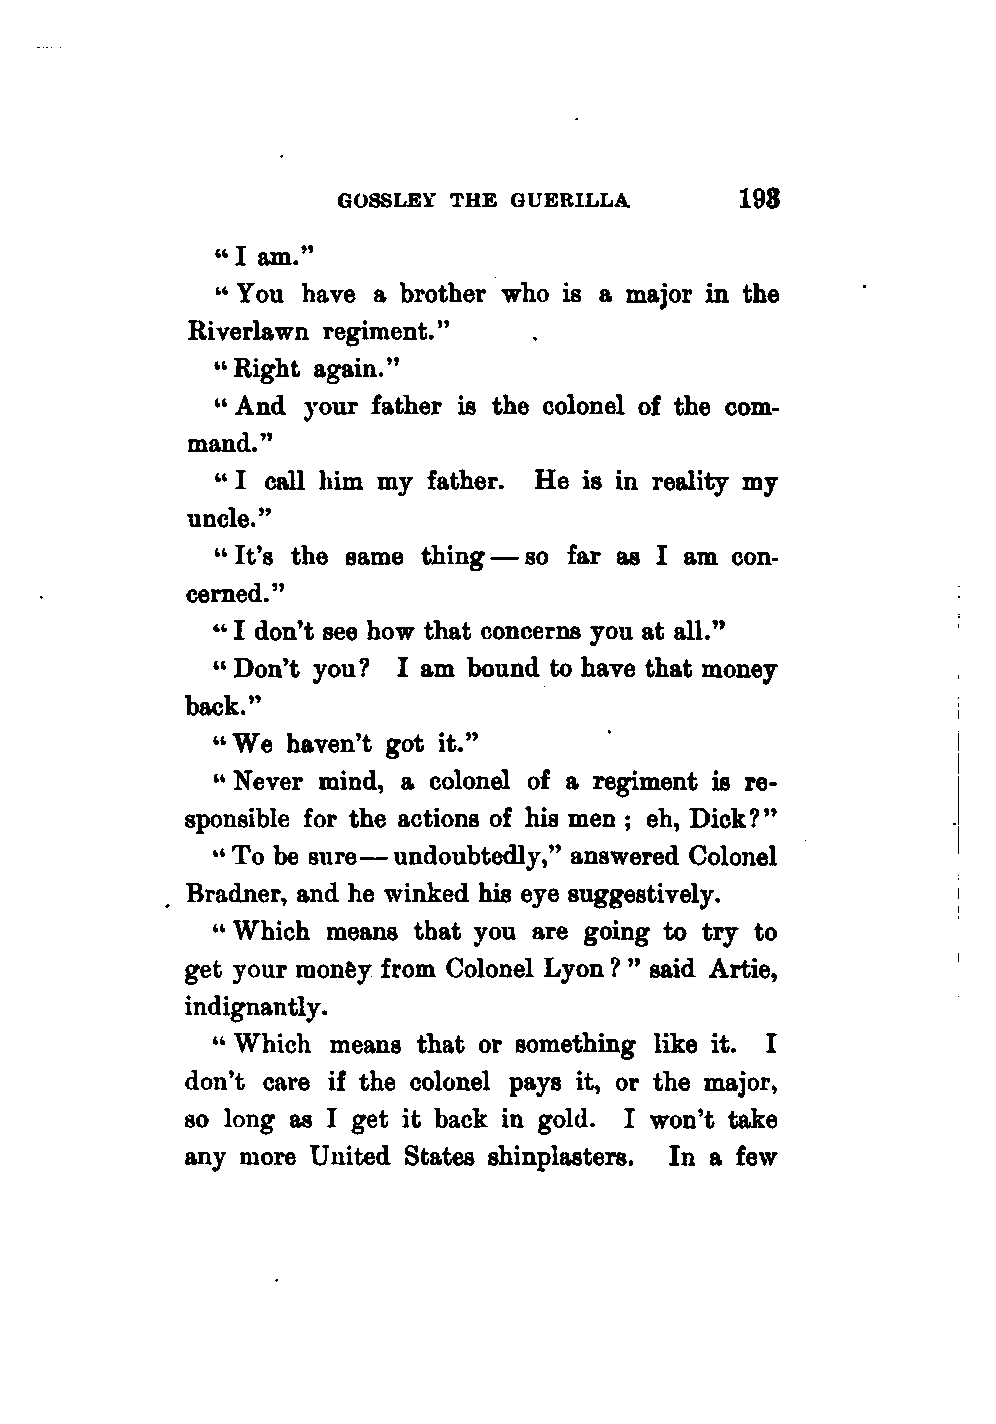 GOSSLEY THE GUERILLA 193
"I am."
"You have a brother who is a major in the
Riverlawn regiment."
"Right again."
"And your father is the colonel of the com-
mand."
"I call him my father. He is in reality my
uncle."
"It's the same thing—so far as I am con-
cerned."
"I don't see how that concerns you at all."
"Don't you? I am bound to have that money
back."
"We haven't got it."
"Never mind, a colonel of a regiment is re-
sponsible for the actions of his men; eh, Dick?"
"To be sure—undoubtedly," answered Colonel
Bradner, and he winked his eye suggestively.
"Which means that you are going to try to
get your money from Colonel Lyon?" said Artie,
indignantly.
"Which means that or something like it. I
don't care if the colonel pays it, or the major,
so long as I get it back in gold. I won't take
any more United States shinplasters. In a few